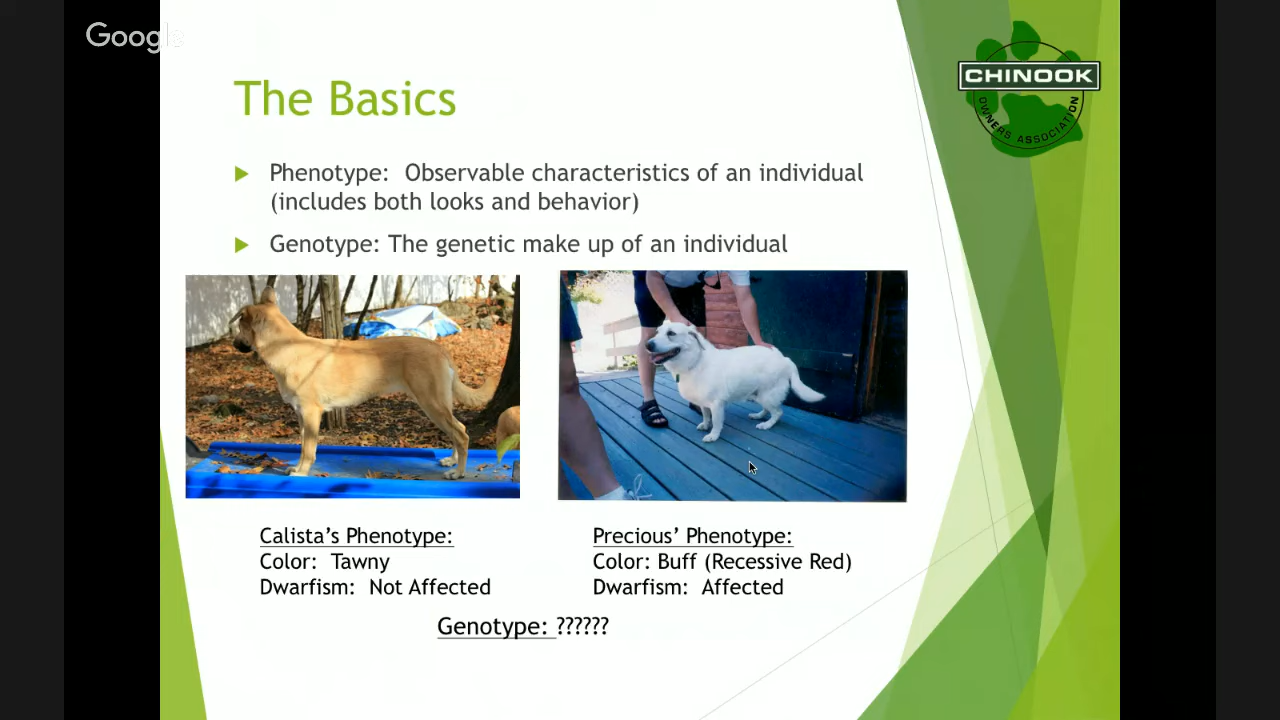 Google
CHINOOK
OWNERS ASSOCIATION
The Basics
Phenotype: Observable characteristics of an individual
(includes both looks and behavior)
Genotype: The genetic make up of an individual
Calista's Phenotype:
Color: Tawny
Dwarfism: Not Affected
Precious' Phenotype:
Color: Buff (Recessive Red)
Dwarfism: Affected
Genotype: ??????